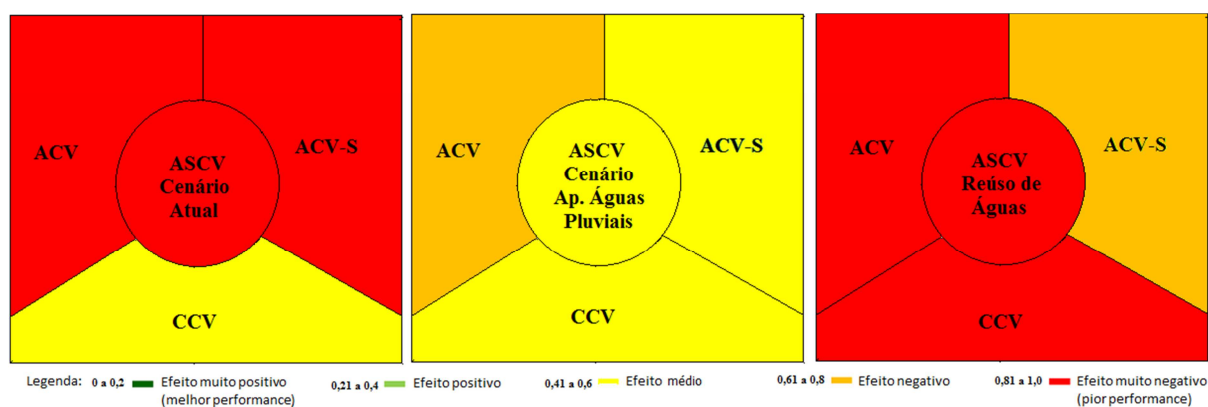 ACV
ACV-S
ASCV
Cenário
Atual
CCV
ACV
ACV-S
ASCV
Cenário
Ap. Águas
Pluviais
CCV
ACV
ACV-S
ASCV
Reúso de
Águas
CCV
Legenda: 0 a 0,2 Efeito muito positivo
(melhor performance)
0,21 a 0,4 Efeito positivo
0,41 a 0,6 Efeito médio
0,61 a 0,8 Efeito negativo
0,81 a 1,0 Efeito muito negativo
(pior performance)